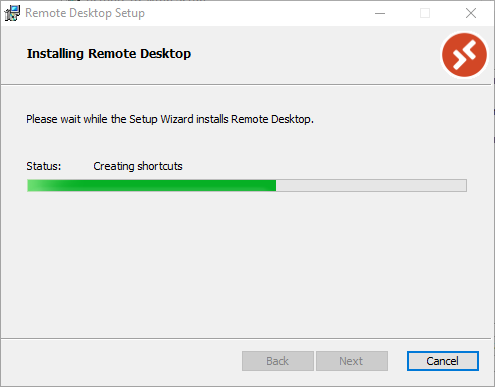 Remote Desktop Setup
Installing Remote Desktop
Please wait while the Setup Wizard installs Remote Desktop.
Status: Creating shortcuts
Back Next Cancel